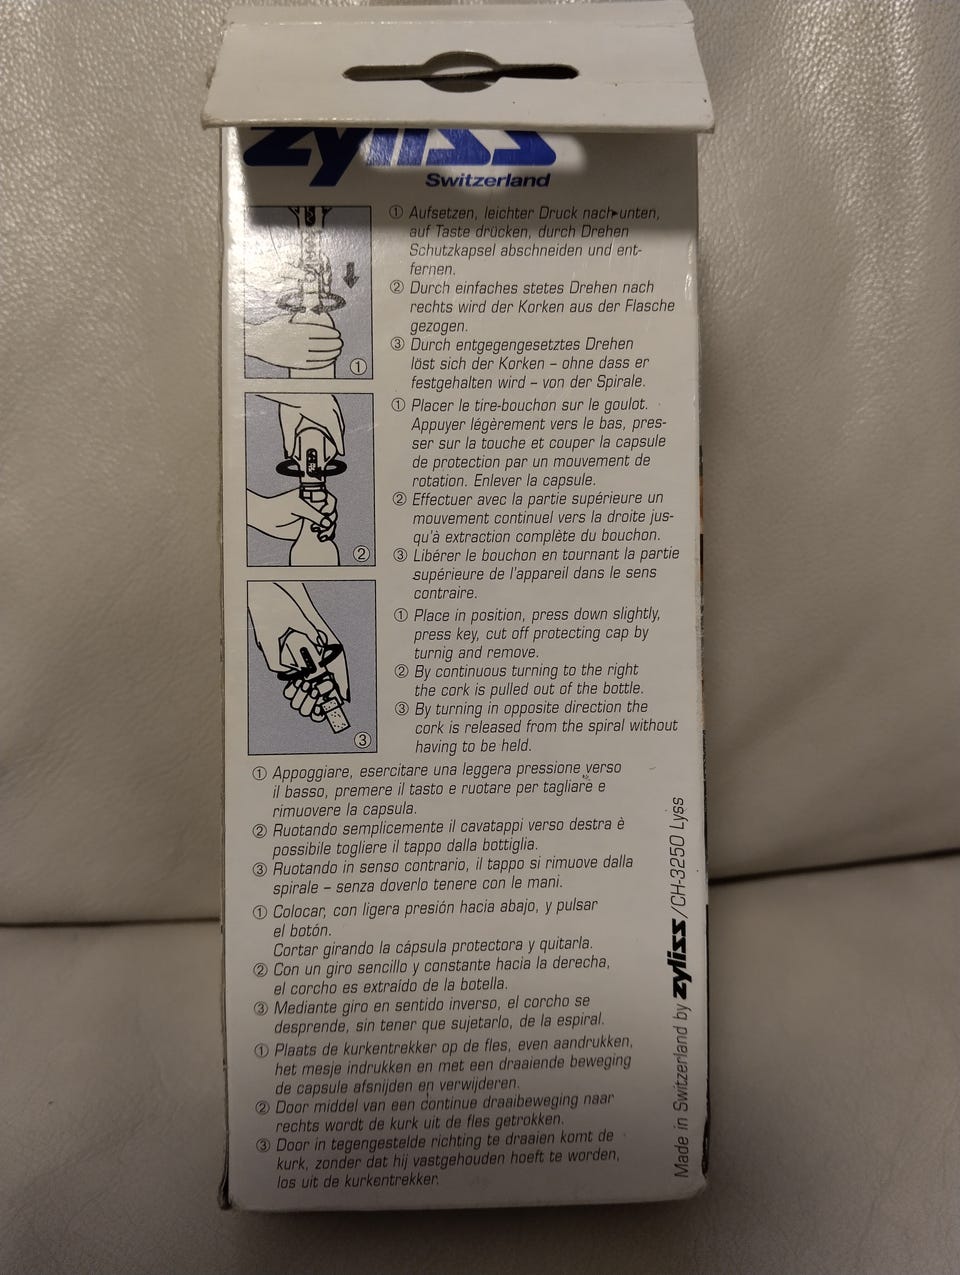 zyliss
Switzerland
① Aufsetzen, leichter Druck nach unten,
auf Taste drücken, durch Drehen
Schutzkapsel abschneiden und ent-
fernen.
② Durch einfaches stetes Drehen nach
rechts wird der Korken aus der Flasche
gezogen.
③ Durch entgegengesetztes Drehen
löst sich der Korken – ohne dass er
festgehalten wird – von der Spirale.
① Placer le tire-bouchon sur le goulot.
Appuyer légèrement vers le bas, pres-
ser sur la touche et couper la capsule
de protection par un mouvement de
rotation. Enlever la capsule.
② Effectuer avec la partie supérieure un
mouvement continuel vers la droite jus-
qu'à extraction complète du bouchon.
③ Libérer le bouchon en tournant la partie
supérieure de l'appareil dans le sens
contraire.
① Place in position, press down slightly,
press key, cut off protecting cap by
turnig and remove.
② By continuous turning to the right
the cork is pulled out of the bottle.
③ By turning in opposite direction the
cork is released from the spiral without
having to be held.
①
②
③
① Appoggiare, esercitare una leggera pressione verso
il basso, premere il tasto e ruotare per tagliare e
rimuovere la capsula.
② Ruotando semplicemente il cavatappi verso destra è
possibile togliere il tappo dalla bottiglia.
③ Ruotando in senso contrario, il tappo si rimuove dalla
spirale – senza doverlo tenere con le mani.
① Colocar, con ligera presión hacia abajo, y pulsar
el botón.
Cortar girando la cápsula protectora y quitarla.
② Con un giro sencillo y constante hacia la derecha,
el corcho es extraído de la botella.
③ Mediante giro en sentido inverso, el corcho se
desprende, sin tener que sujetarlo, de la espiral.
① Plaats de kurkentrekker op de fles, even aandrukken,
het mesje indrukken en met een draaiende beweging
de capsule afsnijden en verwijderen.
② Door middel van een continue draaibeweging naar
rechts wordt de kurk uit de fles getrokken.
③ Door in tegengestelde richting te draaien komt de
kurk, zonder dat hij vastgehouden hoeft te worden,
los uit de kurkentrekker.
Made in Switzerland by zyliss/CH-3250 Lyss